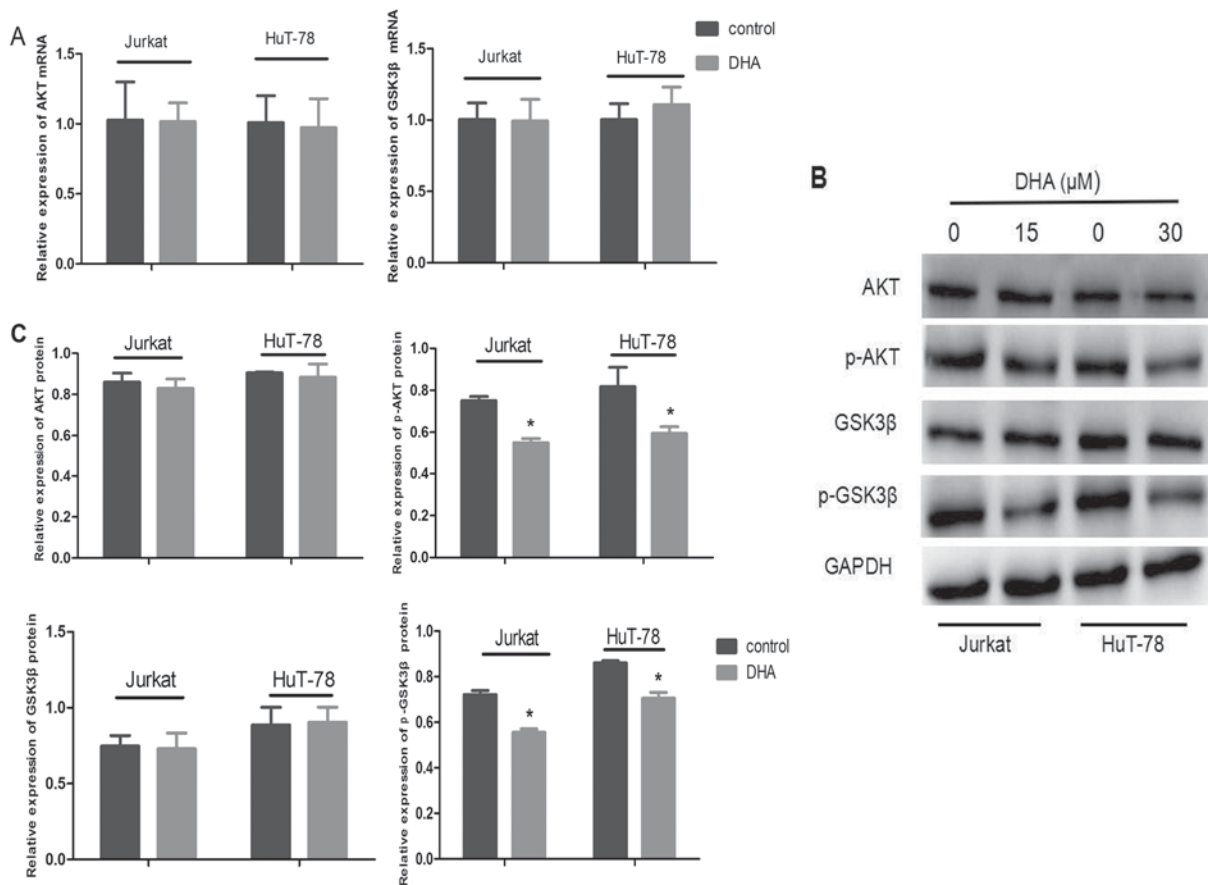 A
Relative expression of AKT mRNA
1.5
1.0
0.5
0.0
Jurkat
HuT-78
Relative expression of GSK3β mRNA
1.5
1.0
0.5
0.0
Jurkat
HuT-78
control
DHA
B
DHA (μM)
0 15 0 30
AKT
p-AKT
GSK3β
p-GSK3β
GAPDH
Jurkat HuT-78
C
Relative expression of AKT protein
1.0
0.8
0.6
0.4
0.2
0.0
Jurkat
HuT-78
Relative expression of p-AKT protein
1.0
0.8
0.6
0.4
0.2
0.0
Jurkat
HuT-78
*
*
Relative expression of GSK3β protein
1.5
1.0
0.5
0.0
Jurkat
HuT-78
Relative expression of p-GSK3β protein
1.0
0.8
0.6
0.4
0.2
0.0
Jurkat
HuT-78
*
*
control
DHA